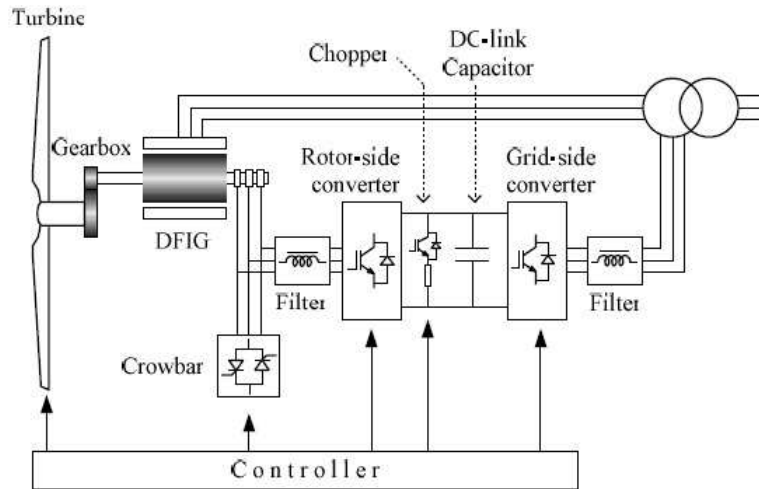 Turbine
DC-link
Capacitor
Chopper
Gearbox
Rotor-side
converter
Grid-side
converter
DFIG
Filter
Filter
Crowbar
Controller